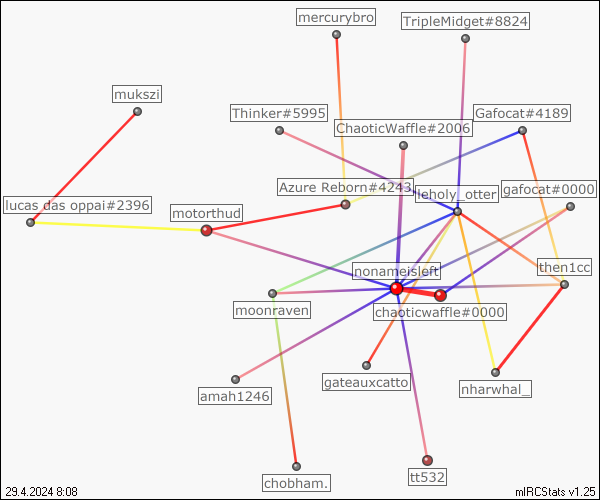 mercurybro
TripleMidget#8824
mukszi
Thinker#5995
Gafocat#4189
ChaoticWaffle#2006
Azure Reborn#4243
leholy_otter
gafocat#0000
lucas das oppai#2396
motorthud
nonameisleft
then1cc
moonraven
chaoticwaffle#0000
gateauxcatto
nharwhal_
amah1246
chobham.
tt532
29.4.2024 8:08
mIRCStats v1.25